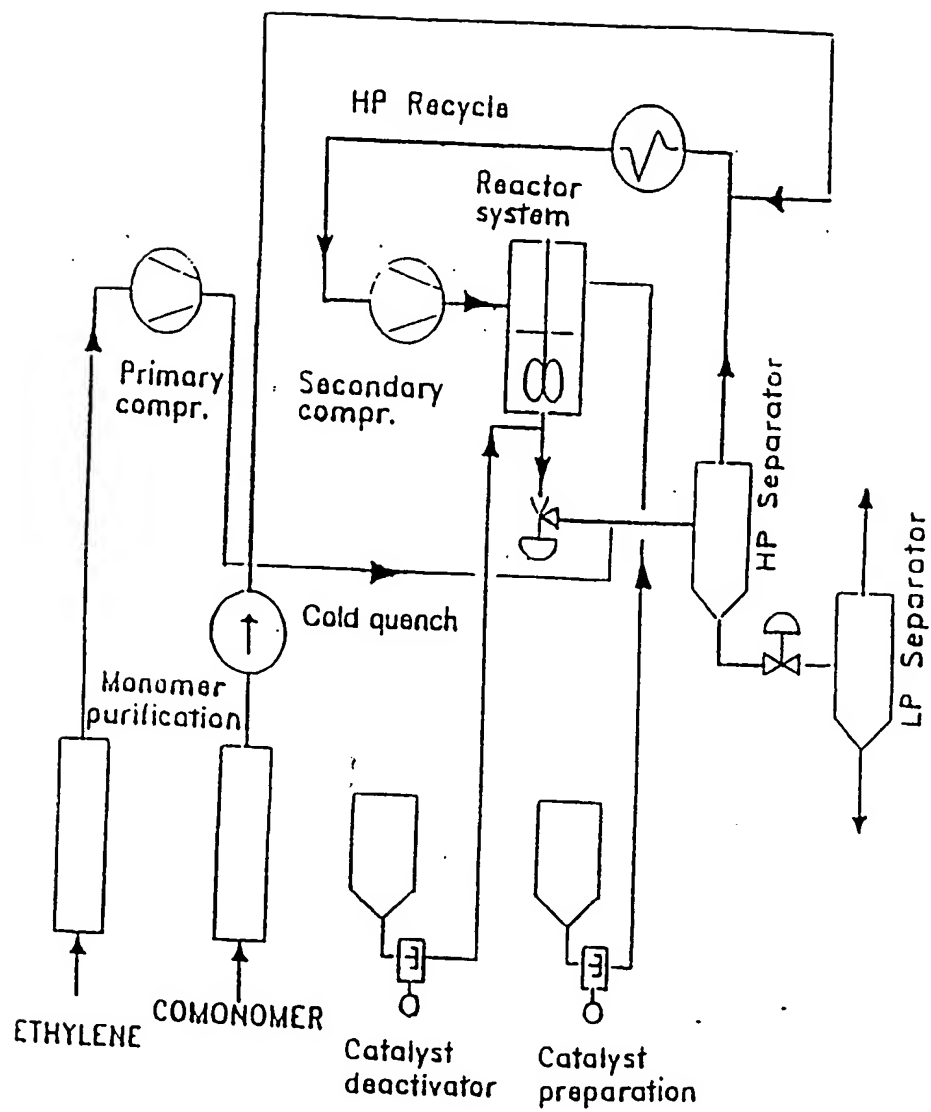 HP Recycle
Reactor
system
Primary
compr.
Secondary
compr.
HP Separator
LP Separator
Cold quench
Monomer
purification
ETHYLENE
COMONOMER
Catalyst
deactivator
Catalyst
preparation